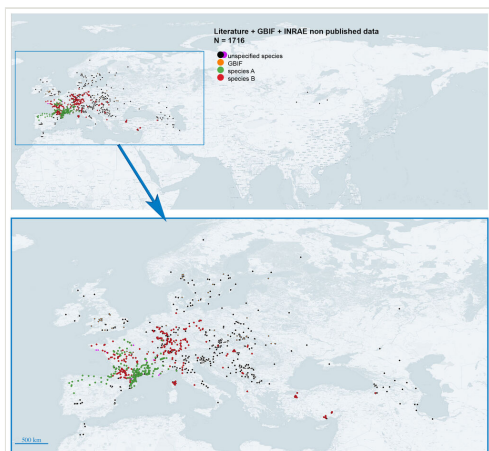 Literature + GBIF + INRAE non published data
N = 1716
unspecified species
GBIF
species A
species B
500 km